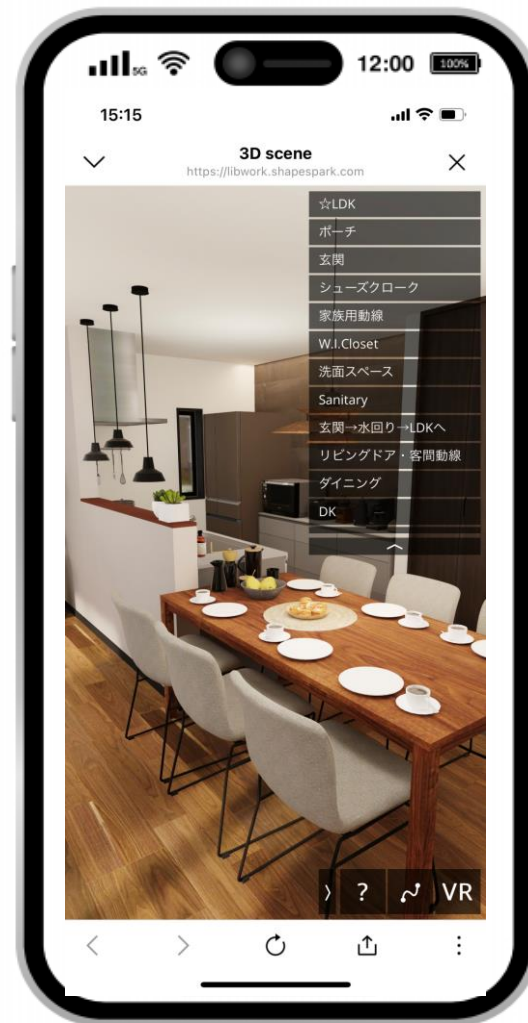 5G
12:00
100%
15:15
3D scene
https://libwork.shapespark.com
☆LDK
ポーチ
玄関
シューズクローク
家族用動線
W.I.Closet
洗面スペース
Sanitary
玄関→水回り→LDKへ
リビングドア・客間動線
ダイニング
DK
?
VR